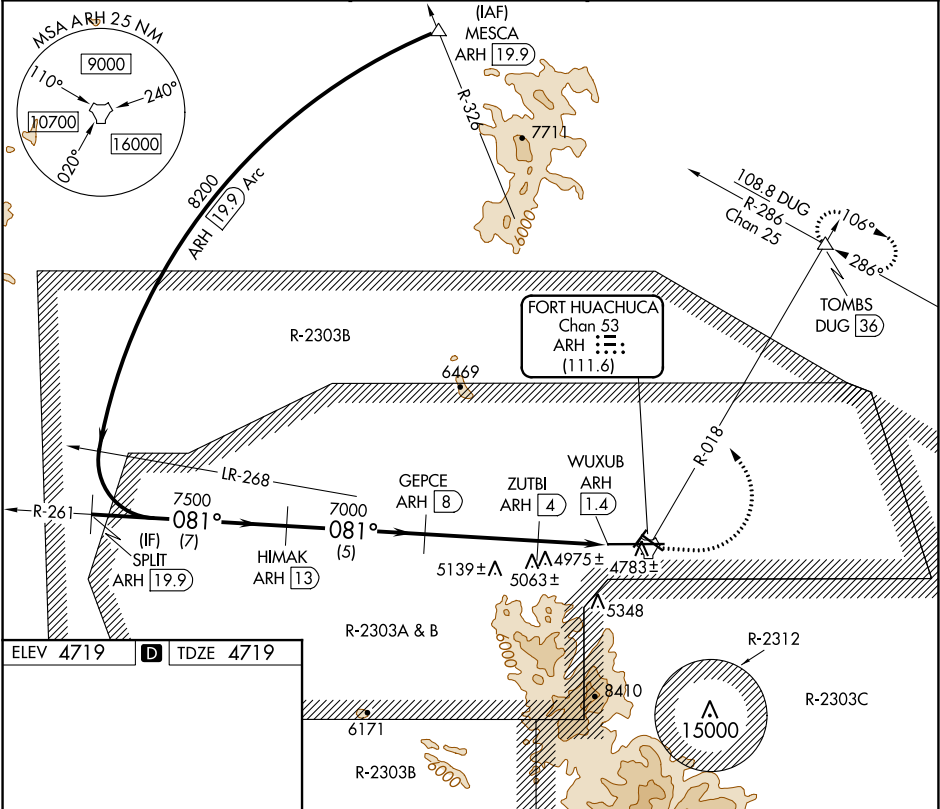 MSA ARH 25 NM
9000
110°
240°
10700
16000
020°
(IAF)
MESCA
ARH 19.9
R-326
7711
6000
8200
ARH 19.9 Arc
108.8 DUG
R-286
Chan 25
106°
286°
TOMBS
DUG 36
FORT HUACHUCA
Chan 53
ARH
(111.6)
R-2303B
6469
R-018
LR-268
R-261
7500
081°
(7)
(IF)
SPLIT
ARH 19.9
HIMAK
ARH 13
7000
081°
(5)
GEPCE
ARH 8
ZUTBI
ARH 4
WUXUB
ARH
1.4
5139±
5063±
4975±
4783±
5348
6000
R-2303A & B
R-2312
8410
15000
R-2303C
ELEV 4719 D TDZE 4719
6171
R-2303B
6000